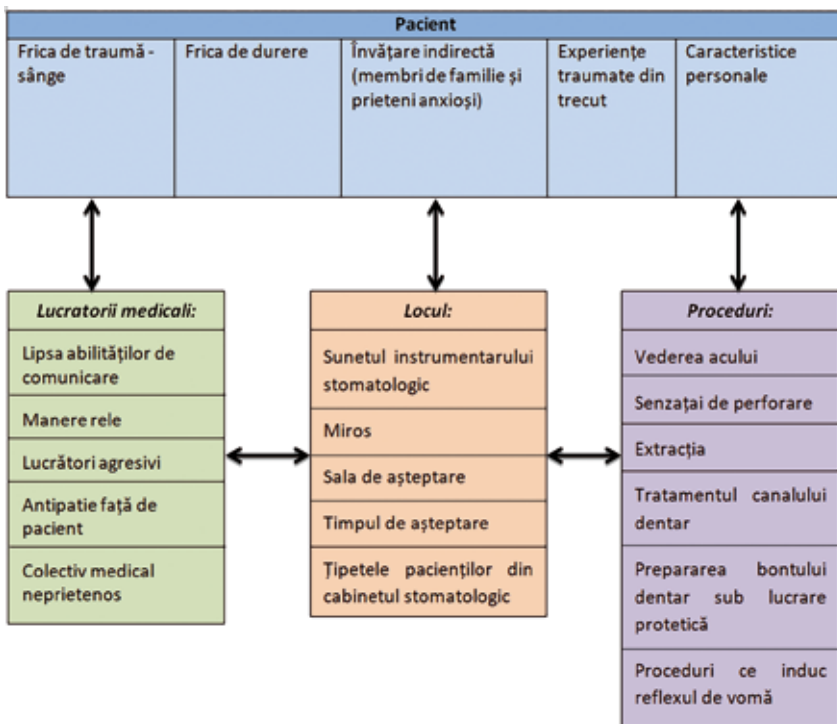 Pacient
Frica de traumă -
sânge
Frica de durere
Învățare indirectă
(membri de familie și
prieteni anxioși)
Experiențe
traumate din
trecut
Caracteristice
personale
Lucratorii medicali:
Lipsa abilităților de
comunicare
Manere rele
Lucrători agresivi
Antipatie față de
pacient
Colectiv medical
neprietenos
Locul:
Sunetul instrumentarului
stomatologic
Miros
Sala de așteptare
Timpul de așteptare
Țipetele pacienților din
cabinetul stomatologic
Proceduri:
Vederea acului
Senzațai de perforare
Extracția
Tratamentul canalului
dentar
Prepararea bontului
dentar sub lucrare
protetică
Proceduri ce induc
reflexul de vomă